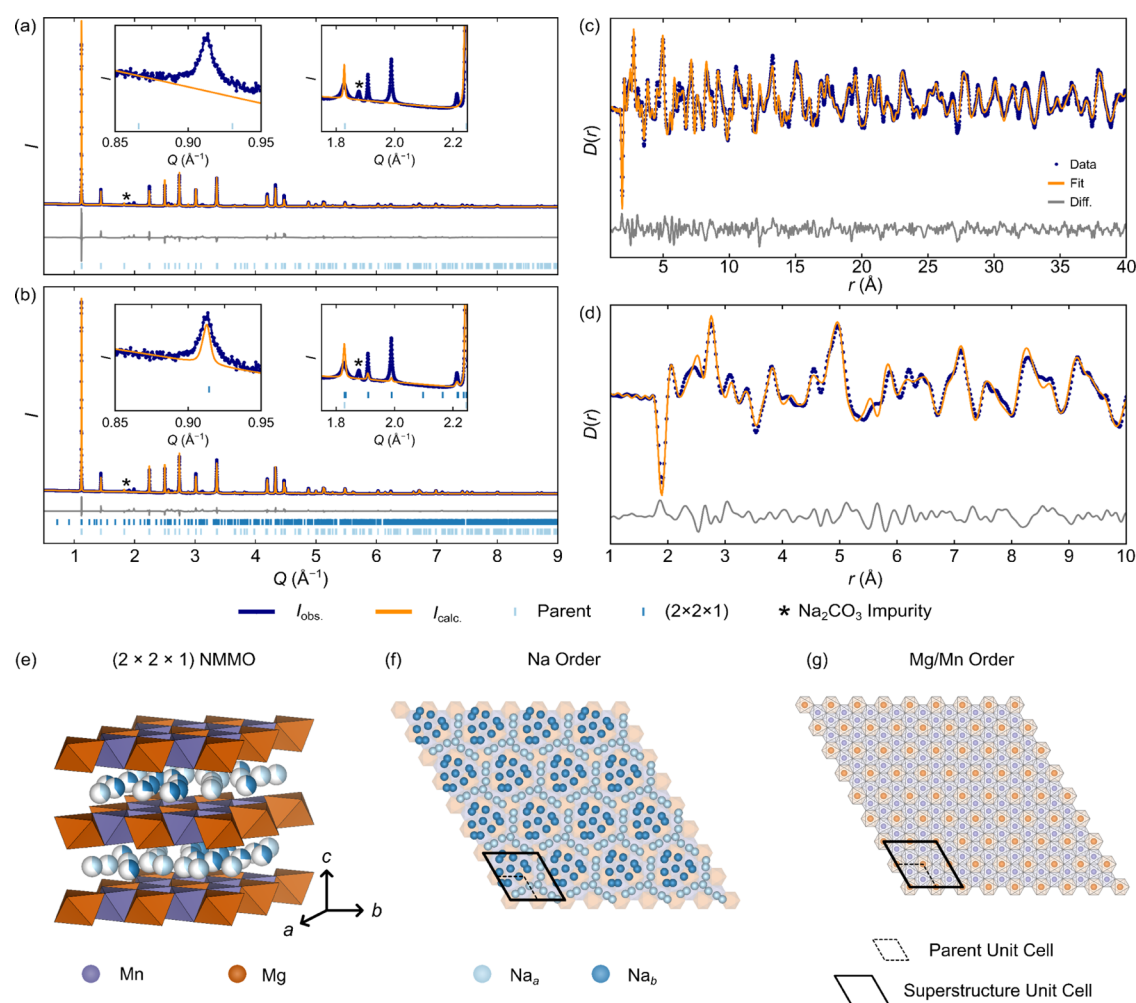 (a)
I
I
0.85 0.90 0.95
Q (Å⁻¹)
I
*
1.8 2.0 2.2
Q (Å⁻¹)
*
(b)
I
I
0.85 0.90 0.95
Q (Å⁻¹)
I
*
1.8 2.0 2.2
Q (Å⁻¹)
*
1 2 3 4 5 6 7 8 9
Q (Å⁻¹)
(c)
D(r)
Data
Fit
Diff.
5 10 15 20 25 30 35 40
r (Å)
(d)
D(r)
1 2 3 4 5 6 7 8 9 10
r (Å)
I obs. I calc. Parent (2×2×1) * Na₂CO₃ Impurity
(e) (2 × 2 × 1) NMMO
c
b
a
Mn Mg
(f) Na Order
Naₐ Na_b
(g) Mg/Mn Order
Parent Unit Cell
Superstructure Unit Cell